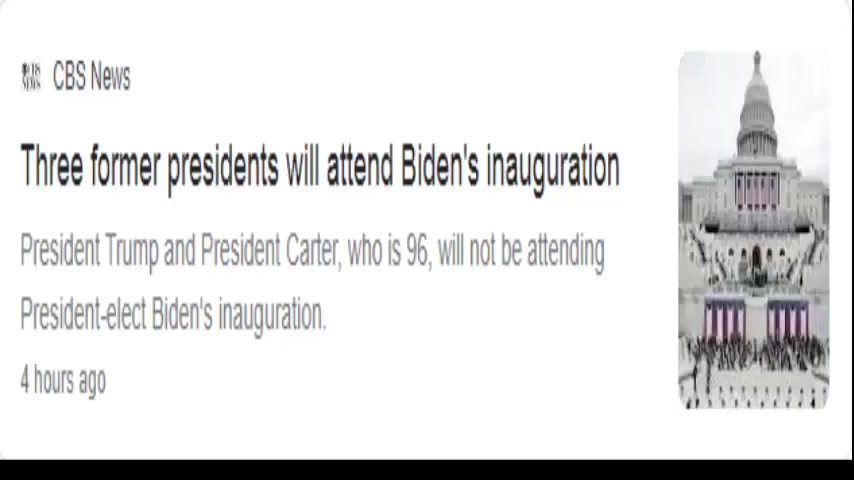 CBS News
Three former presidents will attend Biden's inauguration
President Trump and President Carter, who is 96, will not be attending
President-elect Biden's inauguration.
4 hours ago